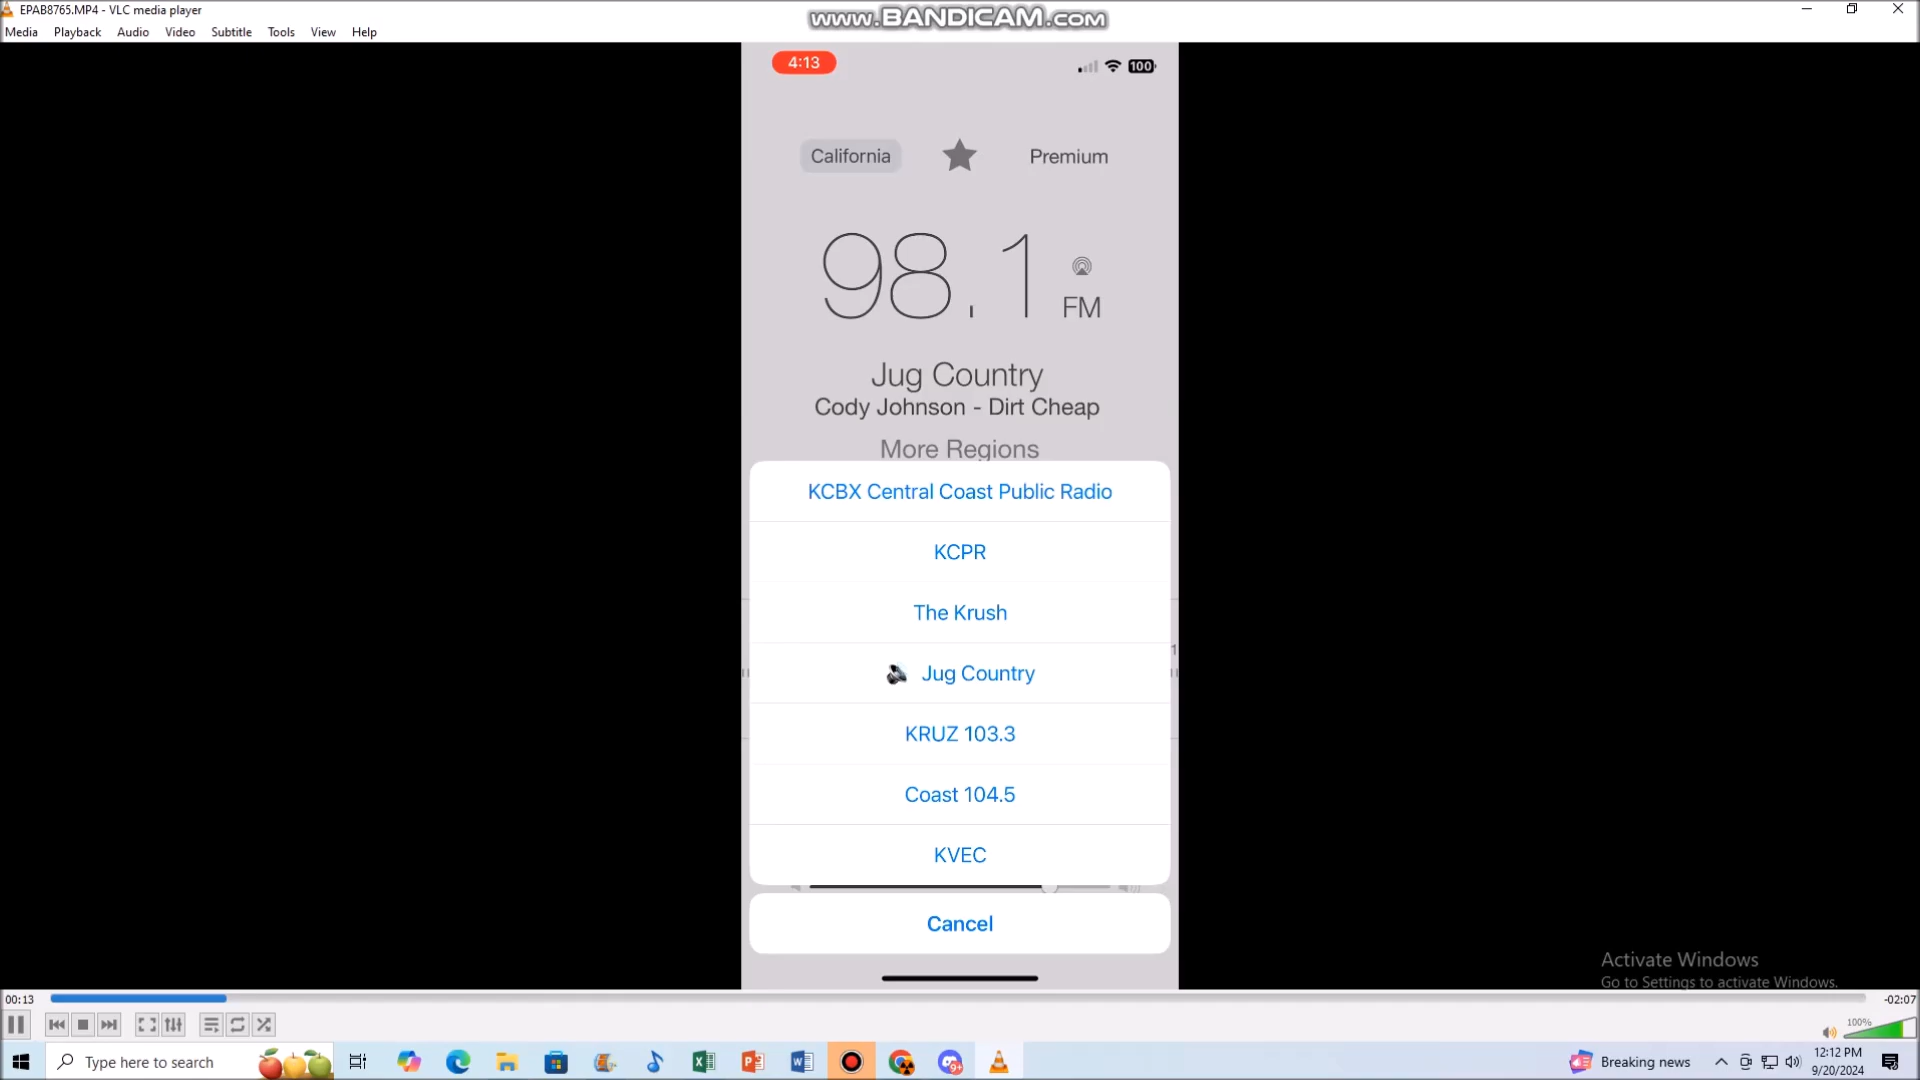 EPAB8765.MP4 - VLC media player
www.BANDICAM.com
Media Playback Audio Video Subtitle Tools View Help
4:13
100
California
Premium
98.1
FM
Jug Country
Cody Johnson - Dirt Cheap
More Regions
KCBX Central Coast Public Radio
KCPR
The Krush
Jug Country
KRUZ 103.3
Coast 104.5
KVEC
Cancel
Activate Windows
Go to Settings to activate Windows.
00:13
-02:07
100%
Type here to search
9+
Breaking news
12:12 PM
9/20/2024